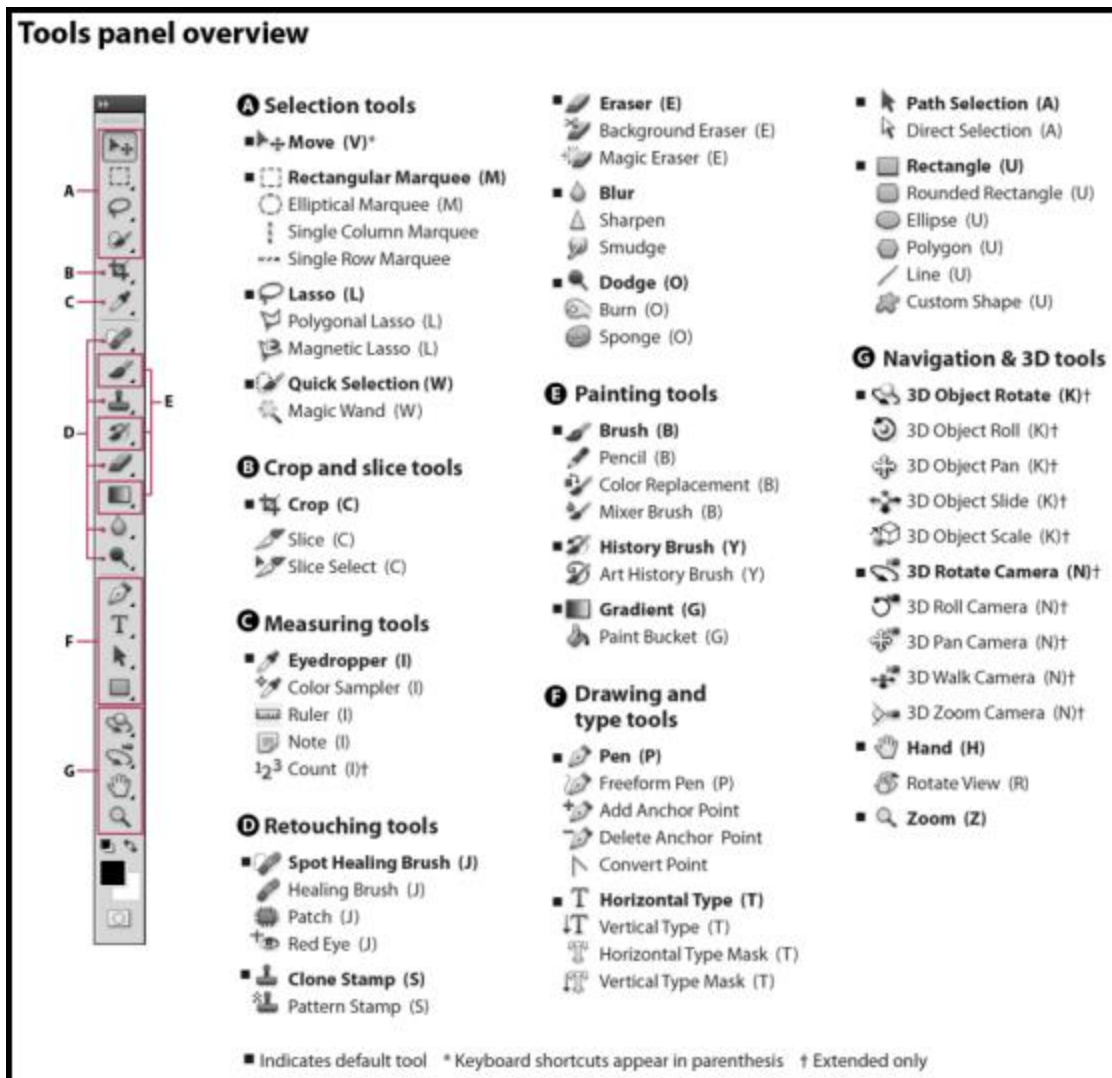 Tools panel overview
A
B
C
D
E
F
G
A Selection tools
■ Move (V)*
■ Rectangular Marquee (M)
Elliptical Marquee (M)
Single Column Marquee
Single Row Marquee
■ Lasso (L)
Polygonal Lasso (L)
Magnetic Lasso (L)
■ Quick Selection (W)
Magic Wand (W)
B Crop and slice tools
■ Crop (C)
Slice (C)
Slice Select (C)
C Measuring tools
■ Eyedropper (I)
Color Sampler (I)
Ruler (I)
Note (I)
123 Count (I)†
D Retouching tools
■ Spot Healing Brush (J)
Healing Brush (J)
Patch (J)
Red Eye (J)
■ Clone Stamp (S)
Pattern Stamp (S)
■ Eraser (E)
Background Eraser (E)
Magic Eraser (E)
■ Blur
Sharpen
Smudge
■ Dodge (O)
Burn (O)
Sponge (O)
E Painting tools
■ Brush (B)
Pencil (B)
Color Replacement (B)
Mixer Brush (B)
■ History Brush (Y)
Art History Brush (Y)
■ Gradient (G)
Paint Bucket (G)
F Drawing and
type tools
■ Pen (P)
Freeform Pen (P)
Add Anchor Point
Delete Anchor Point
Convert Point
■ T Horizontal Type (T)
T Vertical Type (T)
Horizontal Type Mask (T)
Vertical Type Mask (T)
■ Path Selection (A)
Direct Selection (A)
■ Rectangle (U)
Rounded Rectangle (U)
Ellipse (U)
Polygon (U)
Line (U)
Custom Shape (U)
G Navigation & 3D tools
■ 3D Object Rotate (K)†
3D Object Roll (K)†
3D Object Pan (K)†
3D Object Slide (K)†
3D Object Scale (K)†
■ 3D Rotate Camera (N)†
3D Roll Camera (N)†
3D Pan Camera (N)†
3D Walk Camera (N)†
3D Zoom Camera (N)†
■ Hand (H)
Rotate View (R)
■ Zoom (Z)
■ Indicates default tool * Keyboard shortcuts appear in parenthesis † Extended only